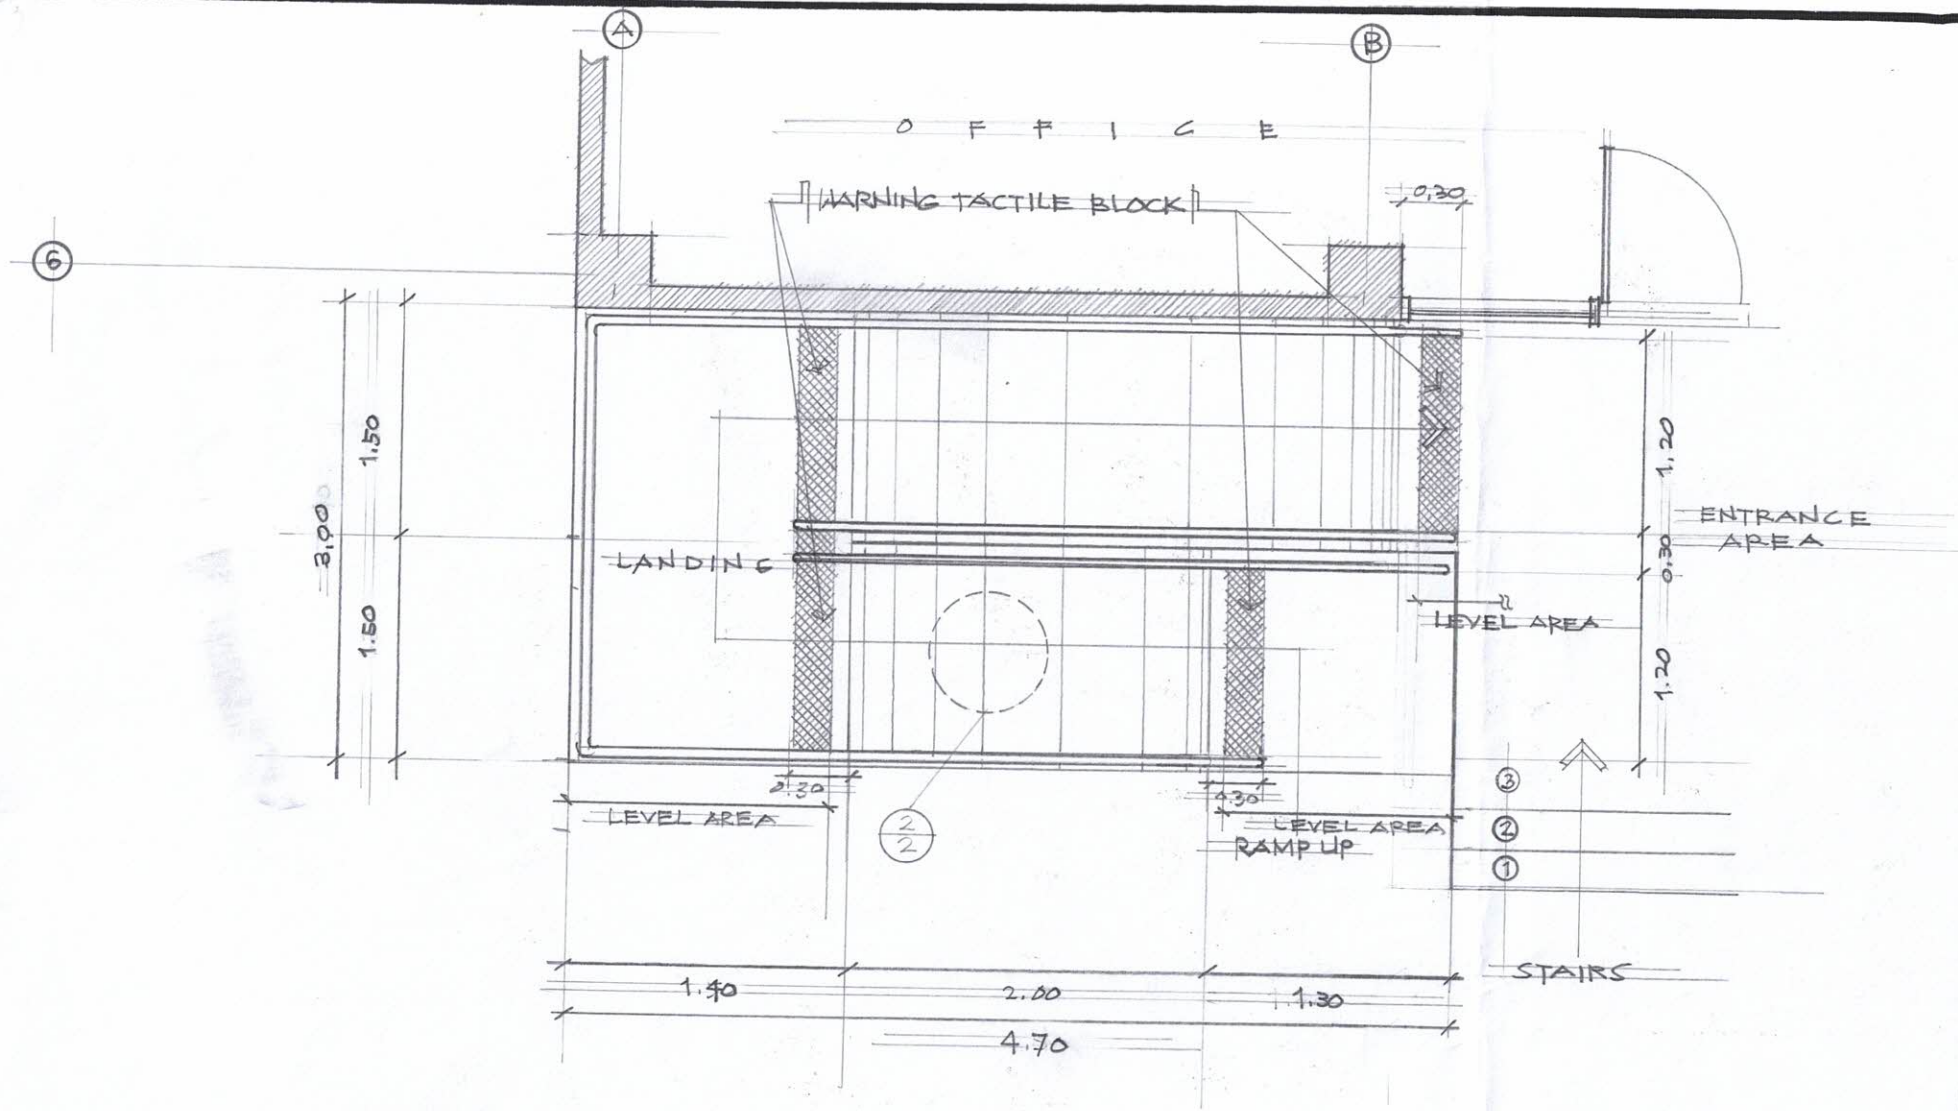 A
B
O F F I C E
WARNING TACTILE BLOCK
0.30
6
1.50
3.00
1.50
1.20
0.30
1.20
ENTRANCE
AREA
LANDING
LEVEL AREA
0.30
0.30
LEVEL AREA
2
2
LEVEL AREA
RAMP UP
3
2
1
STAIRS
1.40
2.00
1.30
4.70